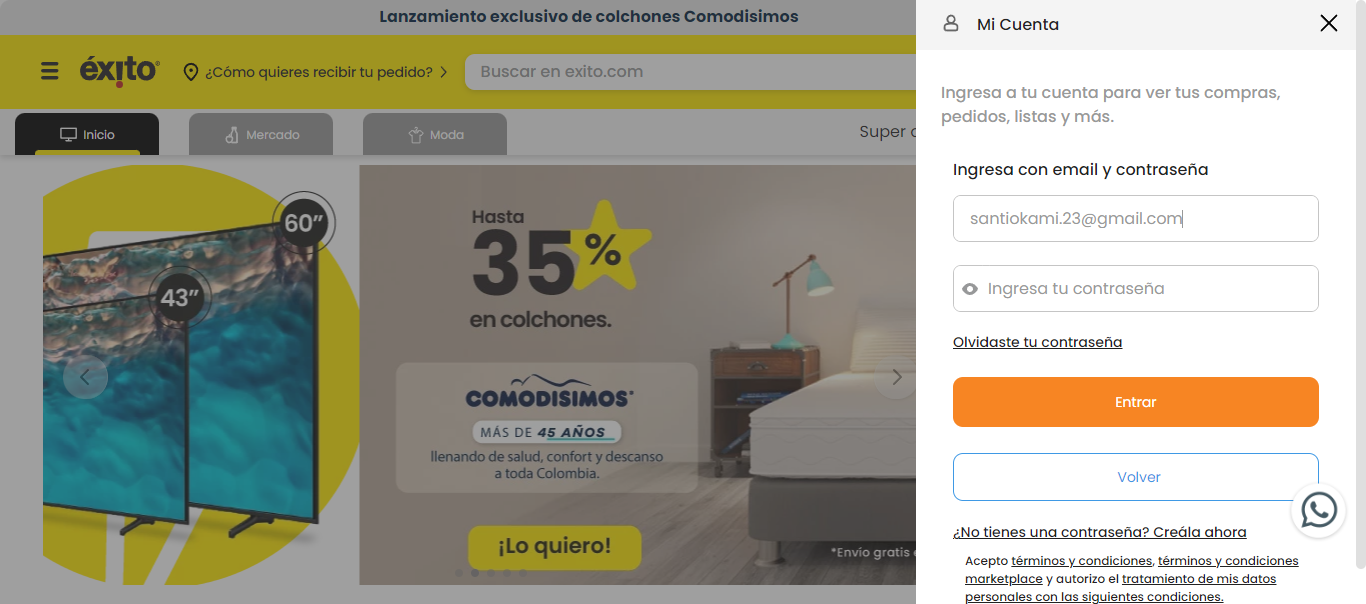 Lanzamiento exclusivo de colchones Comodisimos
Mi Cuenta
éxito
¿Cómo quieres recibir tu pedido?
Buscar en exito.com
Inicio
Mercado
Moda
Super
60”
43”
Hasta
35%
en colchones.
COMODISIMOS
MÁS DE 45 AÑOS
llenando de salud, confort y descanso
a toda Colombia.
¡Lo quiero!
*Envio gratis
Ingresa a tu cuenta para ver tus compras,
pedidos, listas y más.
Ingresa con email y contraseña
santiokami.23@gmail.com
Ingresa tu contraseña
Olvidaste tu contraseña
Entrar
Volver
¿No tienes una contraseña? Creála ahora
Acepto términos y condiciones, términos y condiciones
marketplace y autorizo el tratamiento de mis datos
personales con las siguientes condiciones.